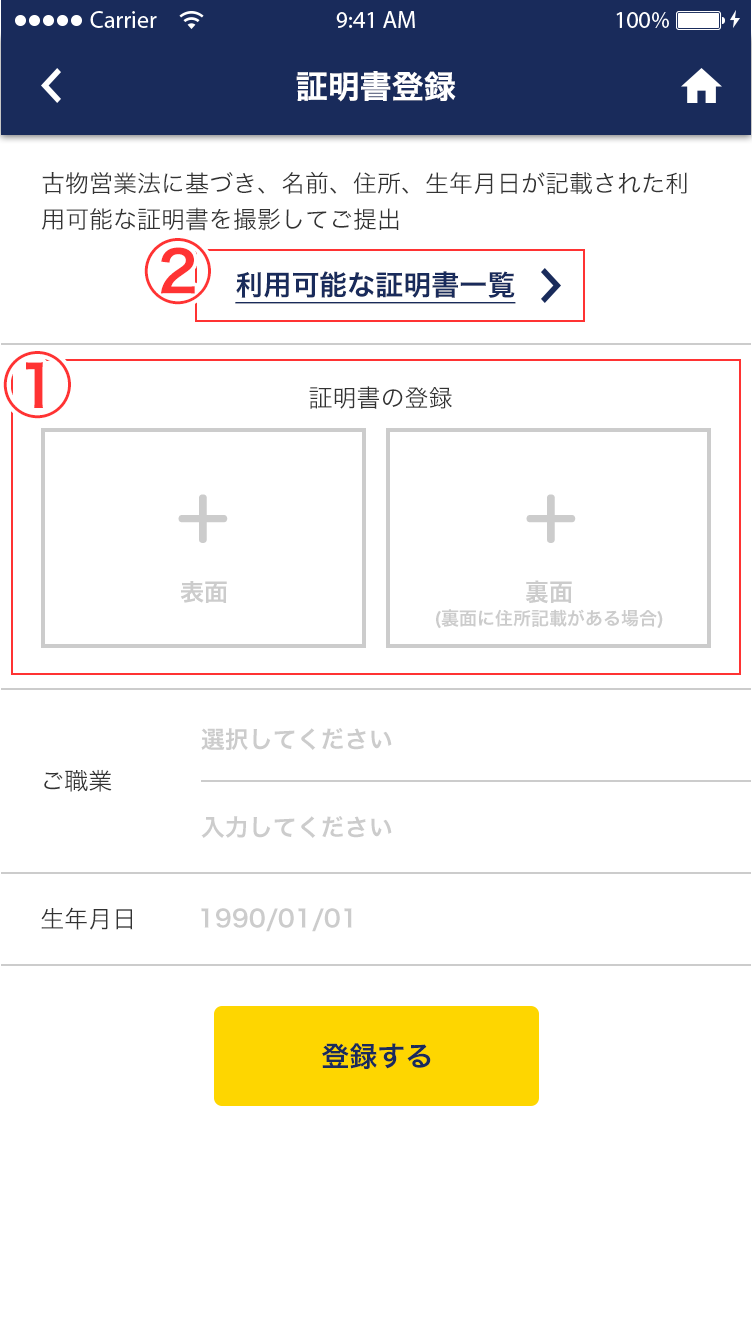 Carrier 9:41 AM 100%
証明書登録
古物営業法に基づき、名前、住所、生年月日が記載された利
用可能な証明書を撮影してご提出
② 利用可能な証明書一覧
①
証明書の登録
表面 裏面
(裏面に住所記載がある場合)
選択してください
ご職業
入力してください
生年月日 1990/01/01
登録する